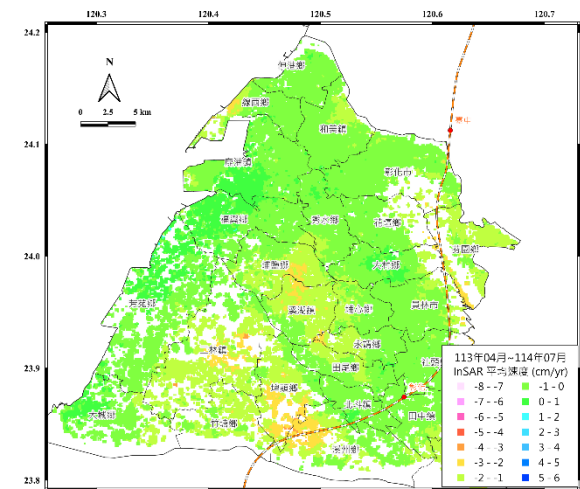 120.3 120.4 120.5 120.6 120.7
24.2
伸港鄉
N
線西鄉
0 2.5 5 km
和美鎮
台中
24.1
鹿港鎮
彰化市
福興鄉
秀水鄉
花壇鄉
芬園鄉
24.0
埔鹽鄉
大村鄉
芳苑鄉
溪湖鎮
埔心鄉
員林市
二林鎮
永靖鄉
23.9
田尾鄉
社頭
埤頭鄉
北斗鎮
大城鄉
竹塘鄉
田中鎮
溪州鄉
23.8
113年04月~114年07月
InSAR 平均速度 (cm/yr)
-8 - -7 -1 - 0
-7 - -6 0 - 1
-6 - -5 1 - 2
-5 - -4 2 - 3
-4 - -3 3 - 4
-3 - -2 4 - 5
-2 - -1 5 - 6